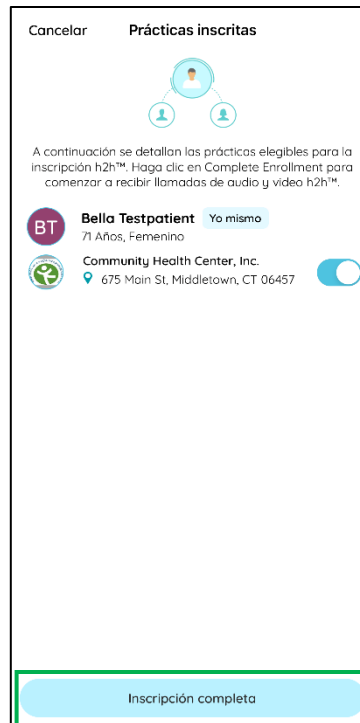 Cancelar Prácticas inscritas
A continuación se detallan las prácticas elegibles para la
inscripción h2h™. Haga clic en Complete Enrollment para
comenzar a recibir llamadas de audio y video h2h™.
BT
Bella Testpatient Yo mismo
71 Años, Femenino
Community Health Center, Inc.
675 Main St, Middletown, CT 06457
Inscripción completa